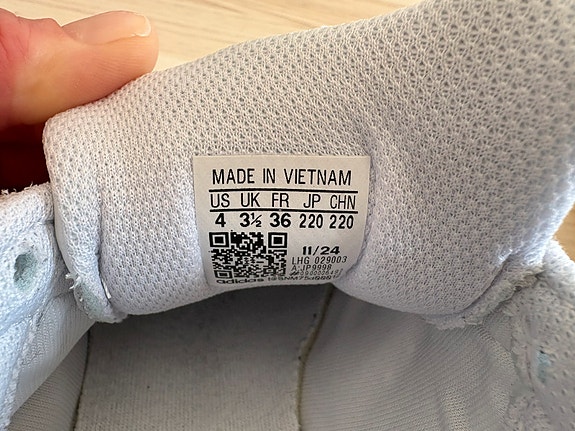 MADE IN VIETNAM
US UK FR JP CHN
4 3½ 36 220 220
11/24
LHG 029003
A.JP9998
adidas